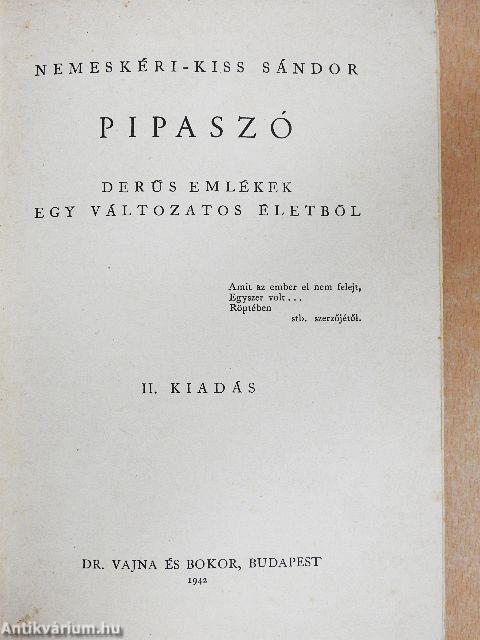 NEMESKÉRI-KISS SÁNDOR
PIPASZÓ
DERŰS EMLÉKEK
EGY VÁLTOZATOS ÉLETBŐL
Amit az ember el nem felejt,
Egyszer volt...
Röptében
stb. szerzőjétől.
II. KIADÁS
DR. VAJNA ÉS BOKOR, BUDAPEST
1942
Antikvárium.hu